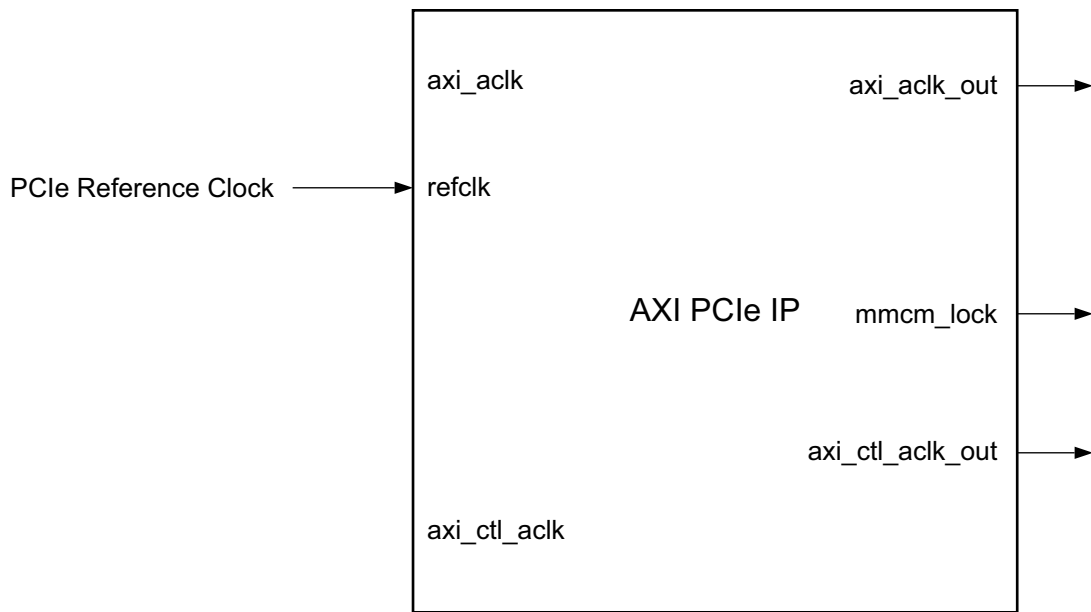 axi_aclk
axi_aclk_out
PCIe Reference Clock
refclk
AXI PCIe IP
mmcm_lock
axi_ctl_aclk_out
axi_ctl_aclk